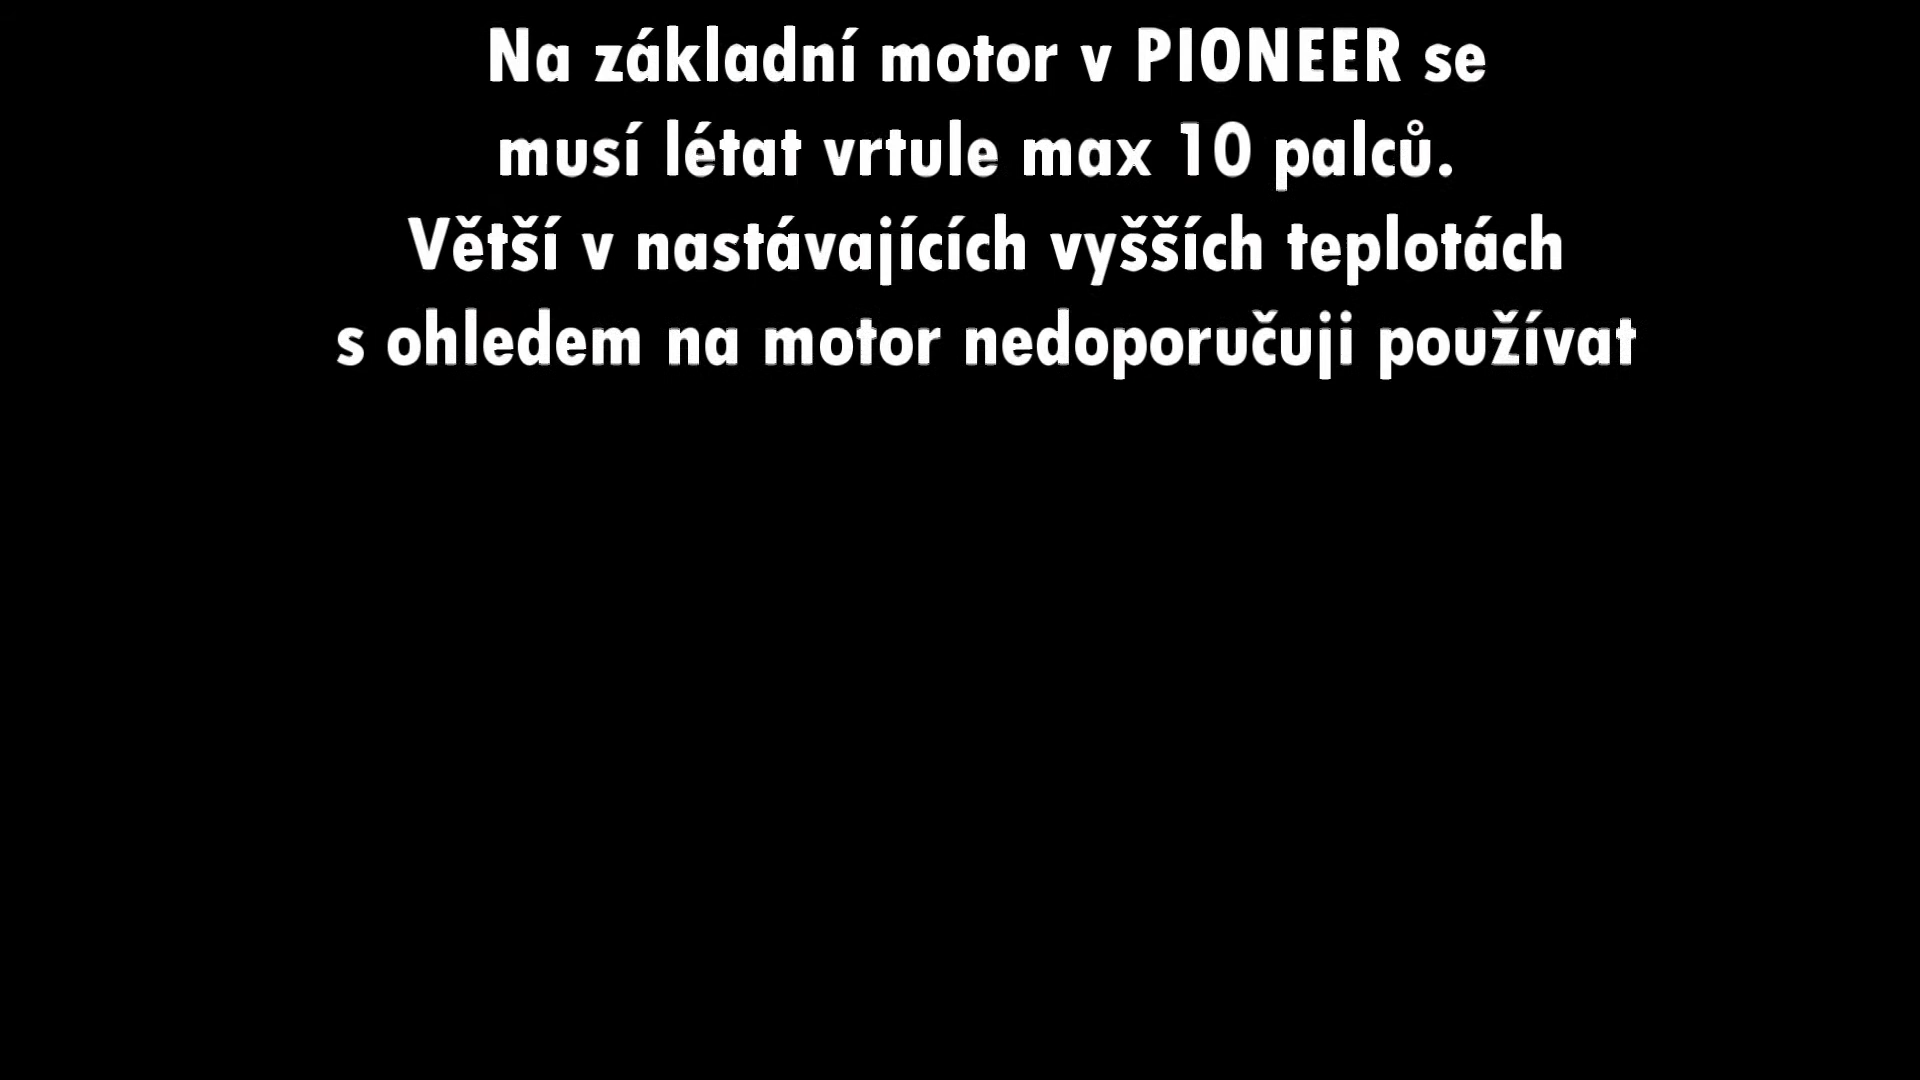 Na základní motor v PIONEER se
musí létat vrtule max 10 palců.
Větší v nastávajících vyšších teplotách
s ohledem na motor nedoporučuji používat